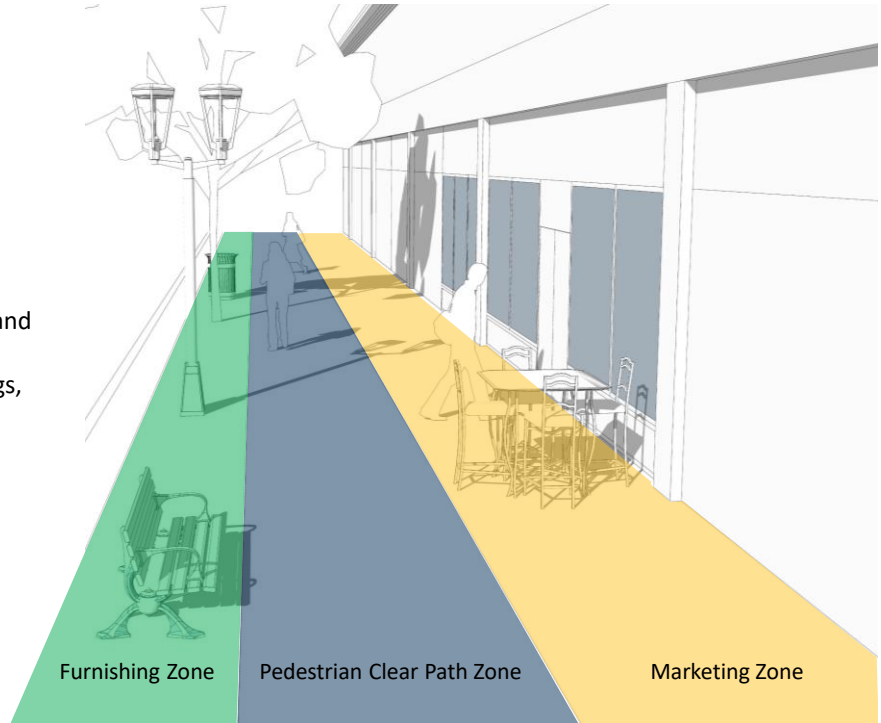 and
gs,
Furnishing Zone
Pedestrian Clear Path Zone
Marketing Zone